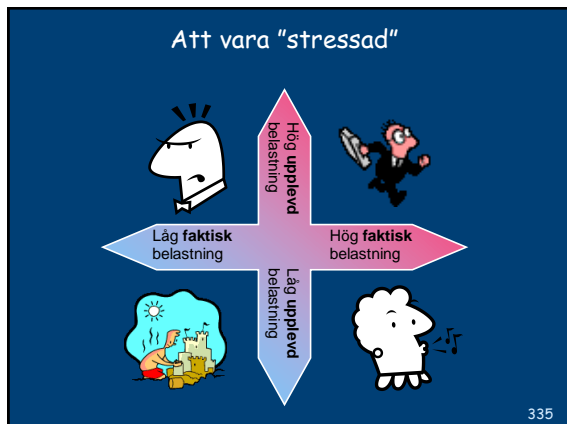 Att vara ”stressad”
Hög upplevd
belastning
Låg faktisk
belastning
Hög faktisk
belastning
Låg upplevd
belastning
335